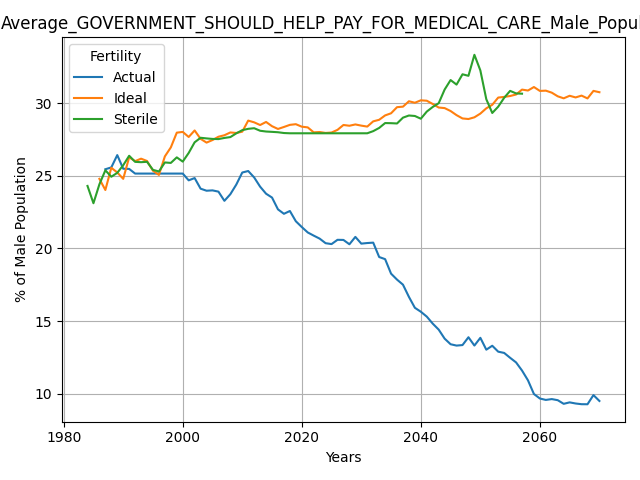 Average_GOVERNMENT_SHOULD_HELP_PAY_FOR_MEDICAL_CARE_Male_Popul
Fertility
Actual
Ideal
Sterile
% of Male Population
30
25
20
15
10
1980
2000
2020
2040
2060
Years